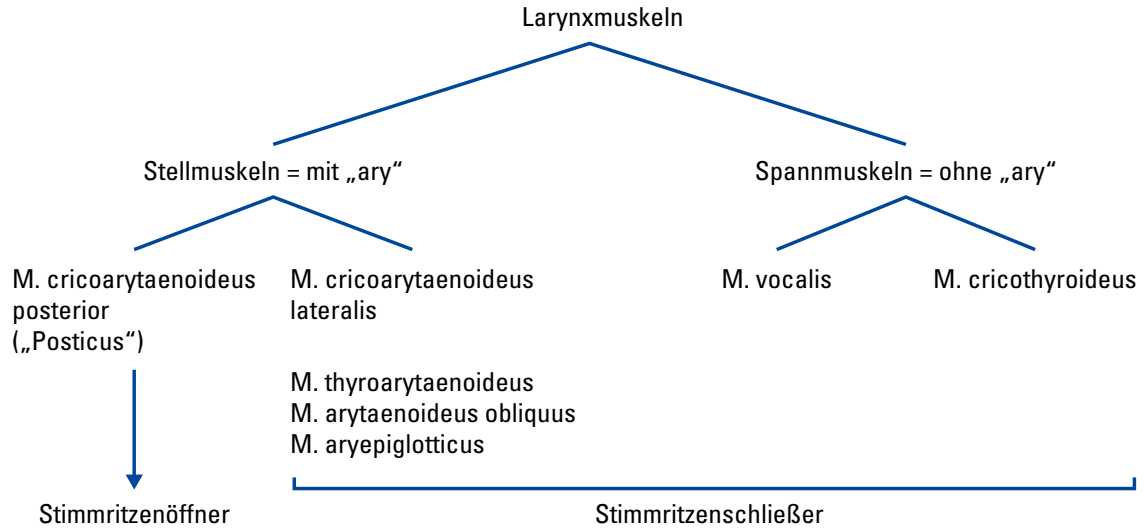 Larynxmuskeln
Stellmuskeln = mit „ary“
Spannmuskeln = ohne „ary“
M. cricoarytaenoideus
posterior
(„Posticus“)
M. cricoarytaenoideus
lateralis
M. vocalis
M. cricothyroideus
M. thyroarytaenoideus
M. arytaenoideus obliquus
M. aryepiglotticus
Stimmritzenöffner
Stimmritzenschließer